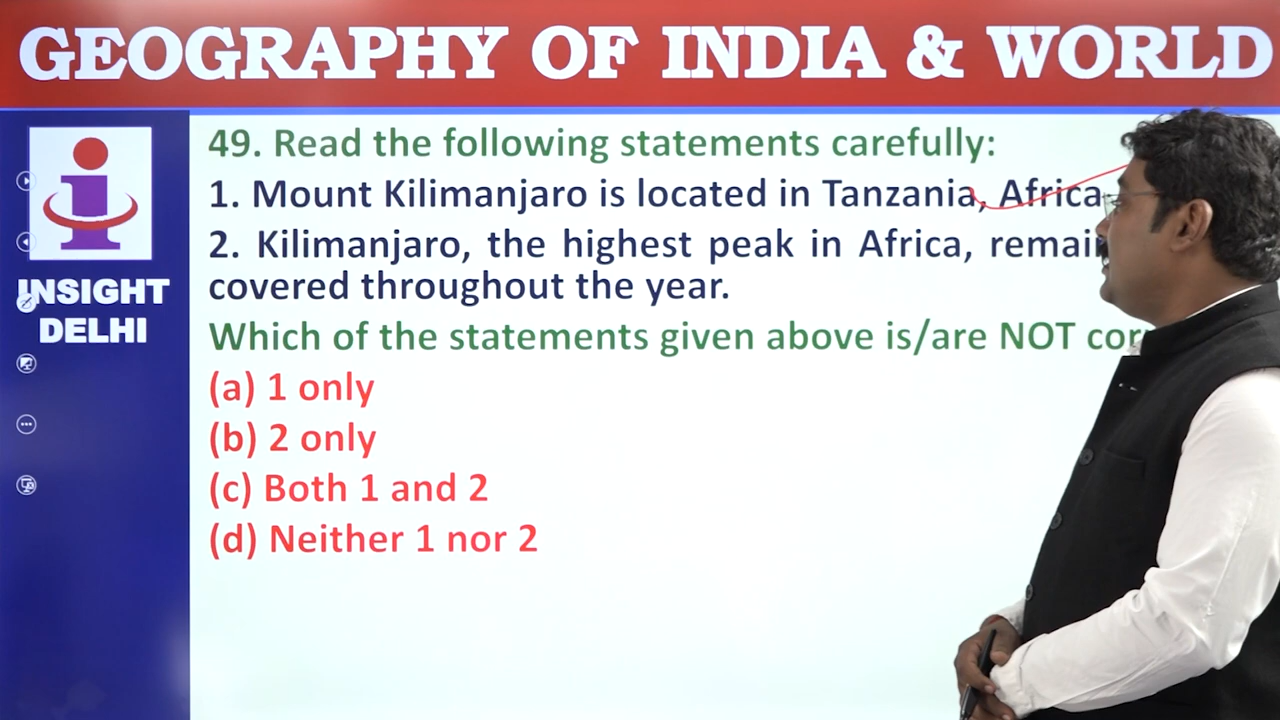 GEOGRAPHY OF INDIA & WORLD
INSIGHT
DELHI
49. Read the following statements carefully:
1. Mount Kilimanjaro is located in Tanzania, Africa.
2. Kilimanjaro, the highest peak in Africa,
covered throughout the year.
Which of the statements given above is/are NOT
(a) 1 only
(b) 2 only
(c) Both 1 and 2
(d) Neither 1 nor 2